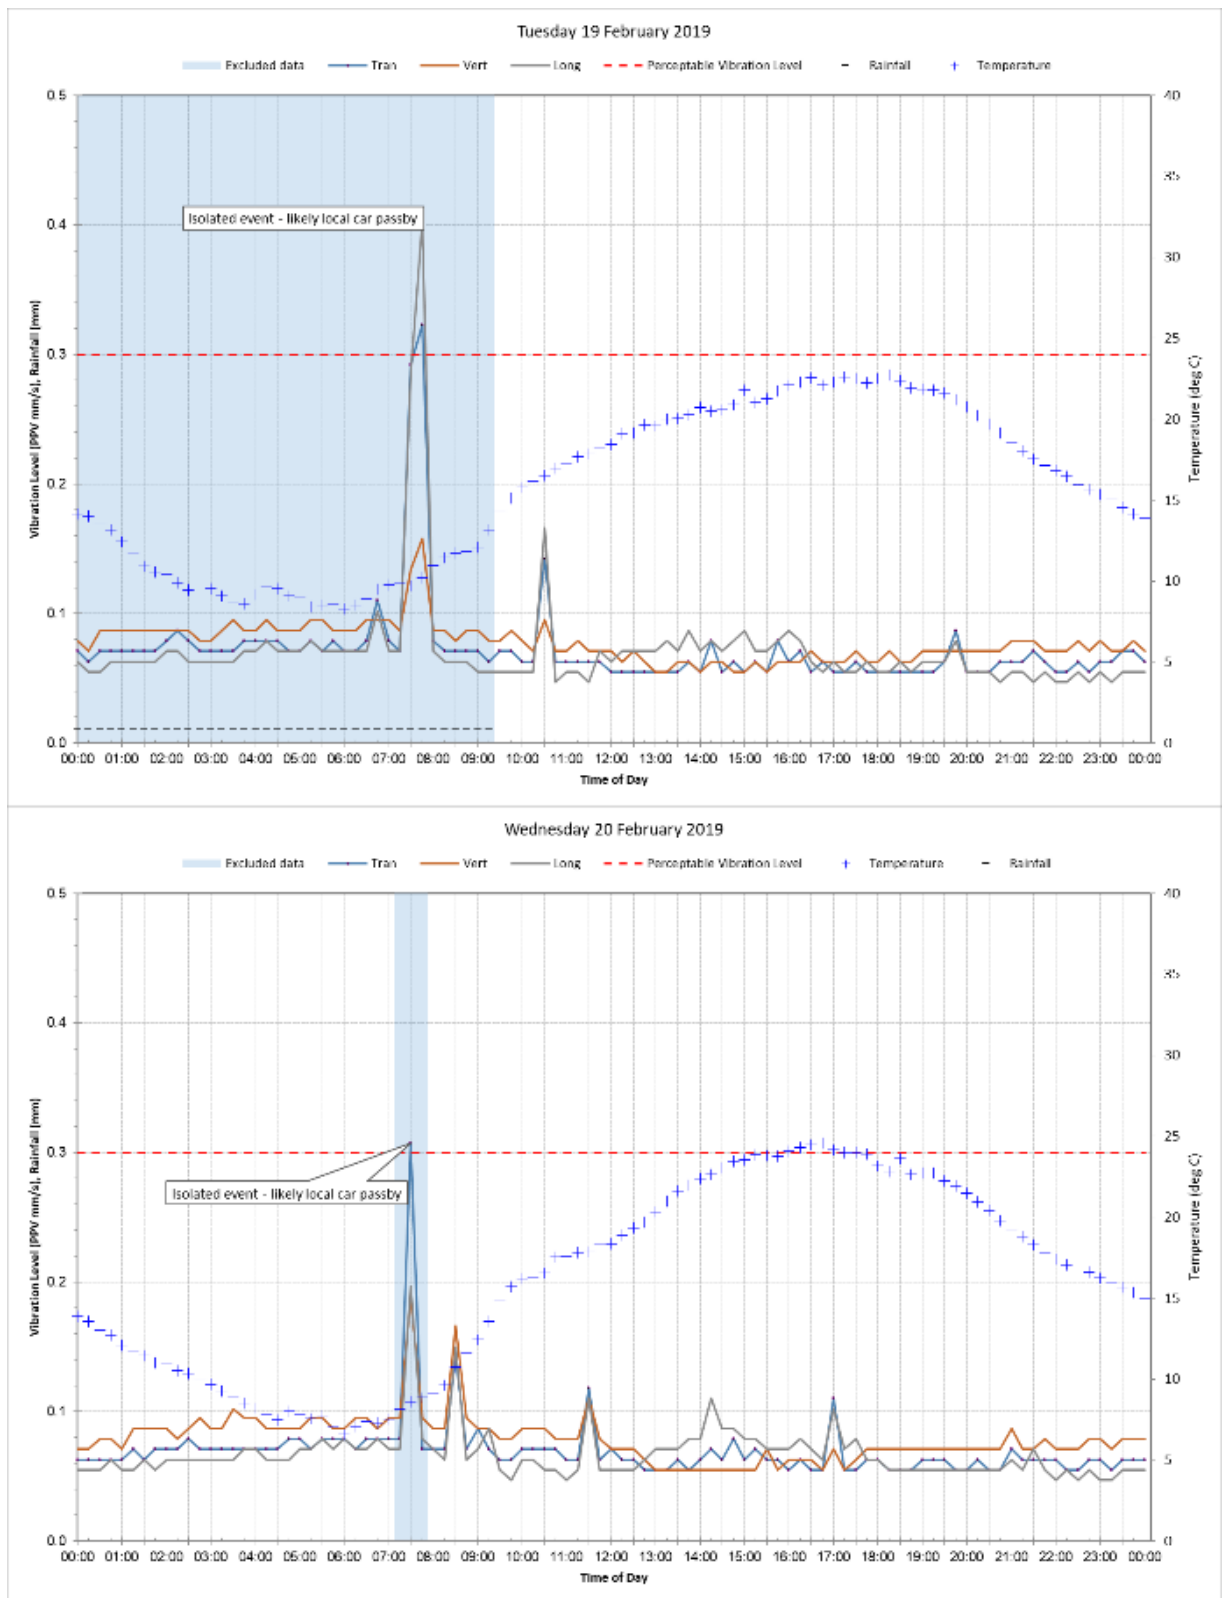 Tuesday 19 February 2019
Excluded data Tran Vert Long Perceptable Vibration Level Rainfall Temperature
0.5
0.4
0.3
0.2
0.1
0.0
Vibration Level (PPV mm/s), Rainfall (mm)
Isolated event - likely local car passby
40
35
30
25
20
15
10
5
0
Temperature (deg C)
00:00 01:00 02:00 03:00 04:00 05:00 06:00 07:00 08:00 09:00 10:00 11:00 12:00 13:00 14:00 15:00 16:00 17:00 18:00 19:00 20:00 21:00 22:00 23:00 00:00
Time of Day
Wednesday 20 February 2019
Excluded data Tran Vert Long Perceptable Vibration Level Temperature Rainfall
0.5
0.4
0.3
0.2
0.1
0.0
Vibration Level (PPV mm/s), Rainfall (mm)
Isolated event - likely local car passby
40
35
30
25
20
15
10
5
0
Temperature (deg C)
00:00 01:00 02:00 03:00 04:00 05:00 06:00 07:00 08:00 09:00 10:00 11:00 12:00 13:00 14:00 15:00 16:00 17:00 18:00 19:00 20:00 21:00 22:00 23:00 00:00
Time of Day